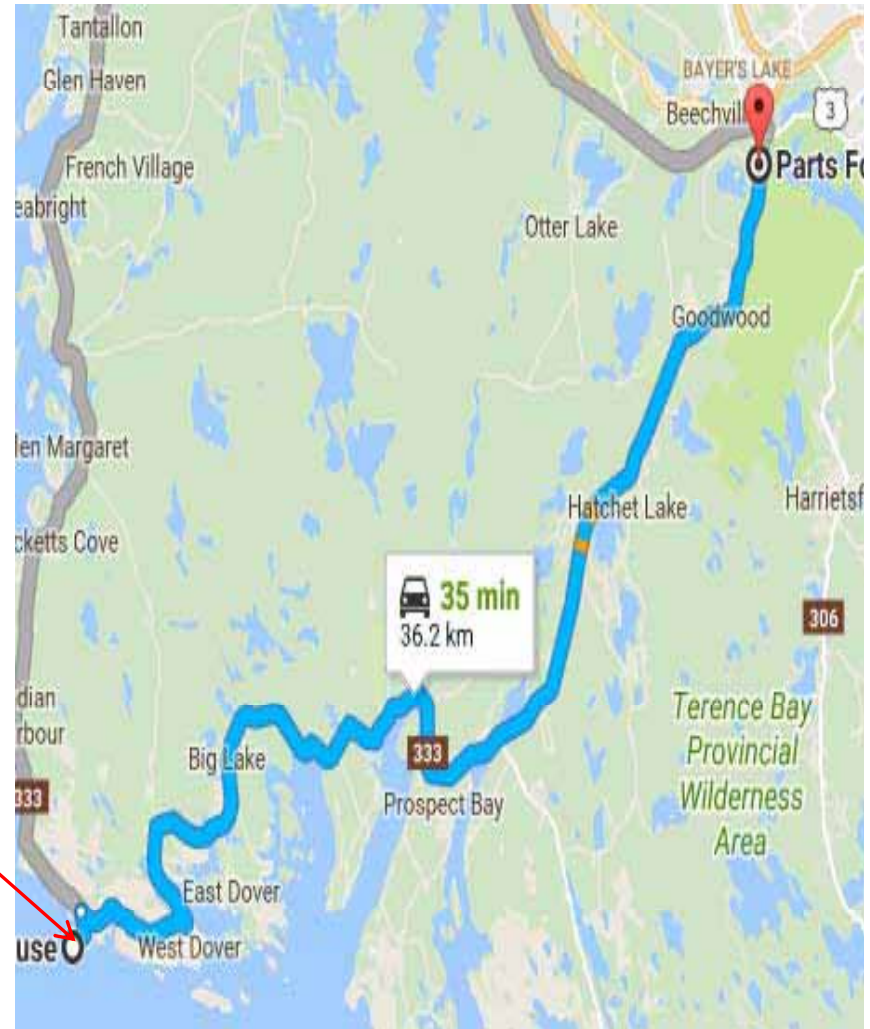 Tantallon
Glen Haven
BAYER'S LAKE
Beechvil
3
Parts Fo
French Village
eabright
Otter Lake
Goodwood
len Margaret
Hatchet Lake
Harrietsf
cketts Cove
35 min
36.2 km
306
dian
rbour
Terence Bay
Provincial
Wilderness
Area
333
Big Lake
333
Prospect Bay
East Dover
use
West Dover